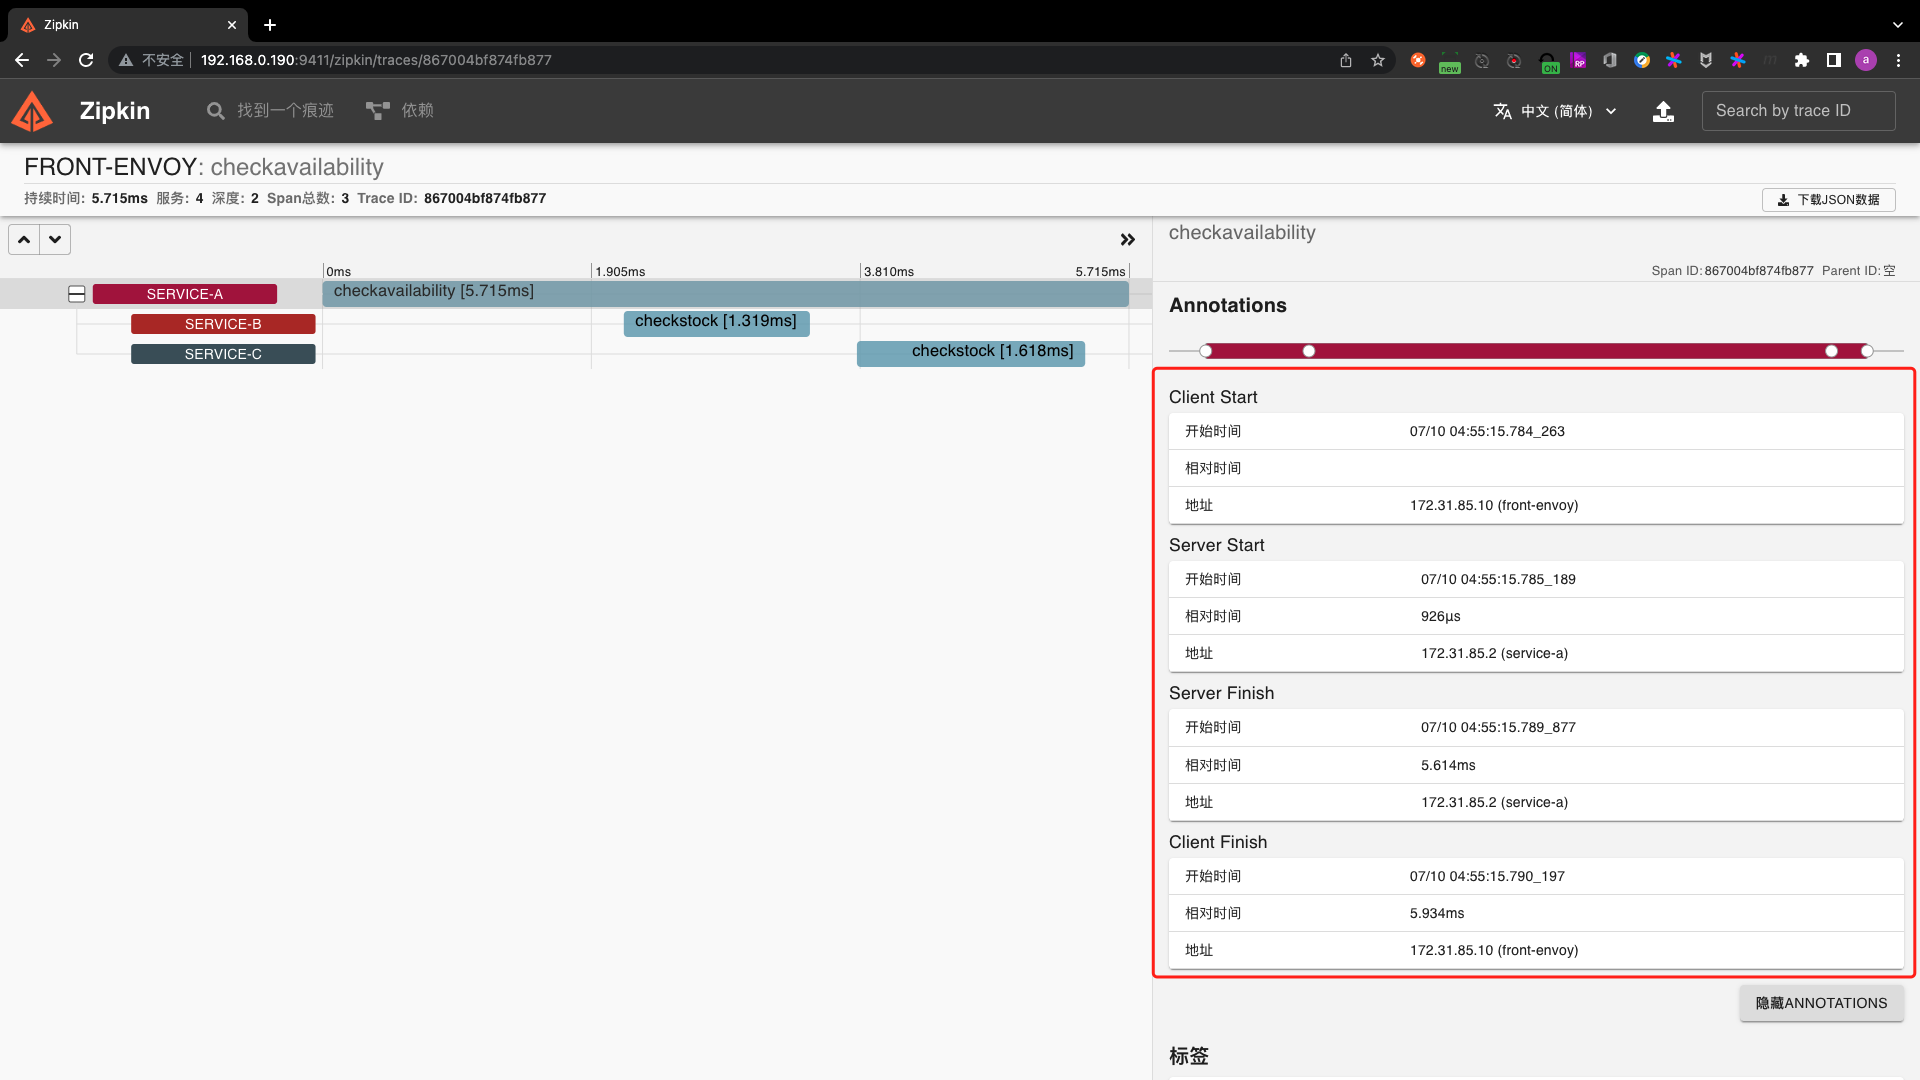 Zipkin
不安全 192.168.0.190:9411/zipkin/traces/867004bf874fb877
new
ON
RP
a
Zipkin 找到一个痕迹 依赖 中文 (简体) Search by trace ID
FRONT-ENVOY: checkavailability
持续时间: 5.715ms 服务: 4 深度: 2 Span总数: 3 Trace ID: 867004bf874fb877
下载JSON数据
0ms 1.905ms 3.810ms 5.715ms
SERVICE-A checkavailability [5.715ms]
SERVICE-B checkstock [1.319ms]
SERVICE-C checkstock [1.618ms]
checkavailability
Span ID: 867004bf874fb877 Parent ID: 空
Annotations
Client Start
开始时间 07/10 04:55:15.784_263
相对时间
地址 172.31.85.10 (front-envoy)
Server Start
开始时间 07/10 04:55:15.785_189
相对时间 926μs
地址 172.31.85.2 (service-a)
Server Finish
开始时间 07/10 04:55:15.789_877
相对时间 5.614ms
地址 172.31.85.2 (service-a)
Client Finish
开始时间 07/10 04:55:15.790_197
相对时间 5.934ms
地址 172.31.85.10 (front-envoy)
隐藏ANNOTATIONS
标签